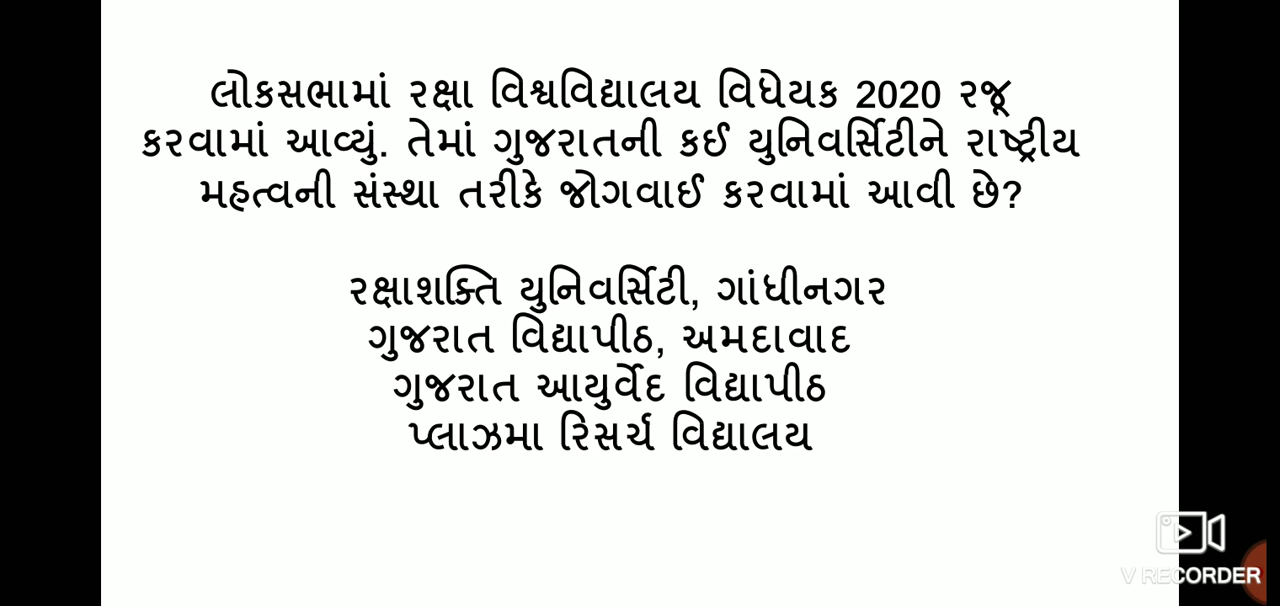 લોકસભામાં રક્ષા વિશ્વવિદ્યાલય વિધેયક 2020 રજૂ
કરવામાં આવ્યું. તેમાં ગુજરાતની કઈ યુનિવર્સિટીને રાષ્ટ્રીય
મહત્વની સંસ્થા તરીકે જોગવાઈ કરવામાં આવી છે?
રક્ષાશક્તિ યુનિવર્સિટી, ગાંધીનગર
ગુજરાત વિદ્યાપીઠ, અમદાવાદ
ગુજરાત આયુર્વેદ વિદ્યાપીઠ
પ્લાઝમા રિસર્ચ વિદ્યાલય
V RECORDER